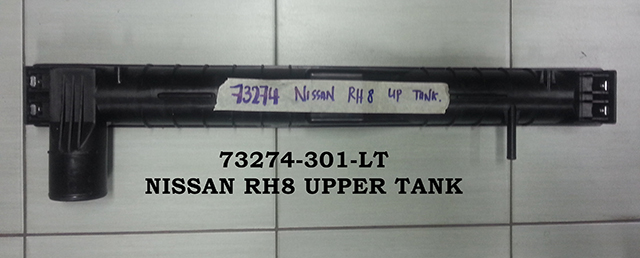 73274 NISSAN RH8 UP TANK.
73274-301-LT
NISSAN RH8 UPPER TANK